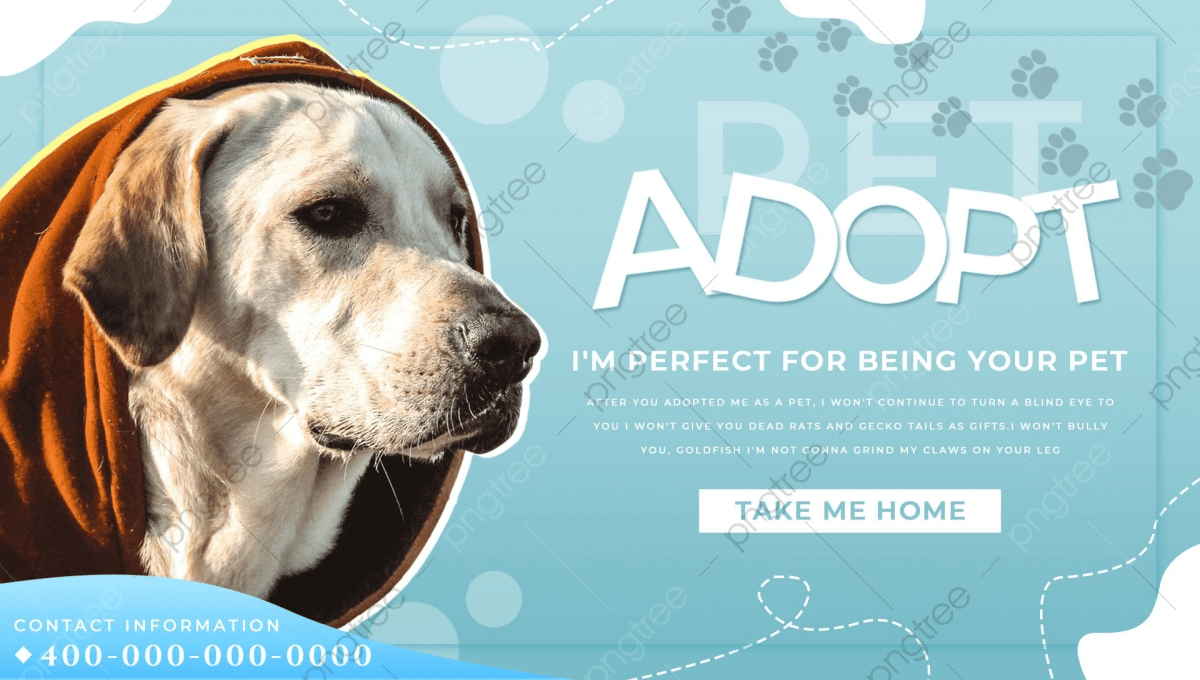 PET
ADOPT
I'M PERFECT FOR BEING YOUR PET
AFTER YOU ADOPTED ME AS A PET, I WON'T CONTINUE TO TURN A BLIND EYE TO
YOU I WON'T GIVE YOU DEAD RATS AND GECKO TAILS AS GIFTS.I WON'T BULLY
YOU, GOLDFISH I'M NOT GONNA GRIND MY CLAWS ON YOUR LEG
TAKE ME HOME
CONTACT INFORMATION
400-000-000-0000
pngtree